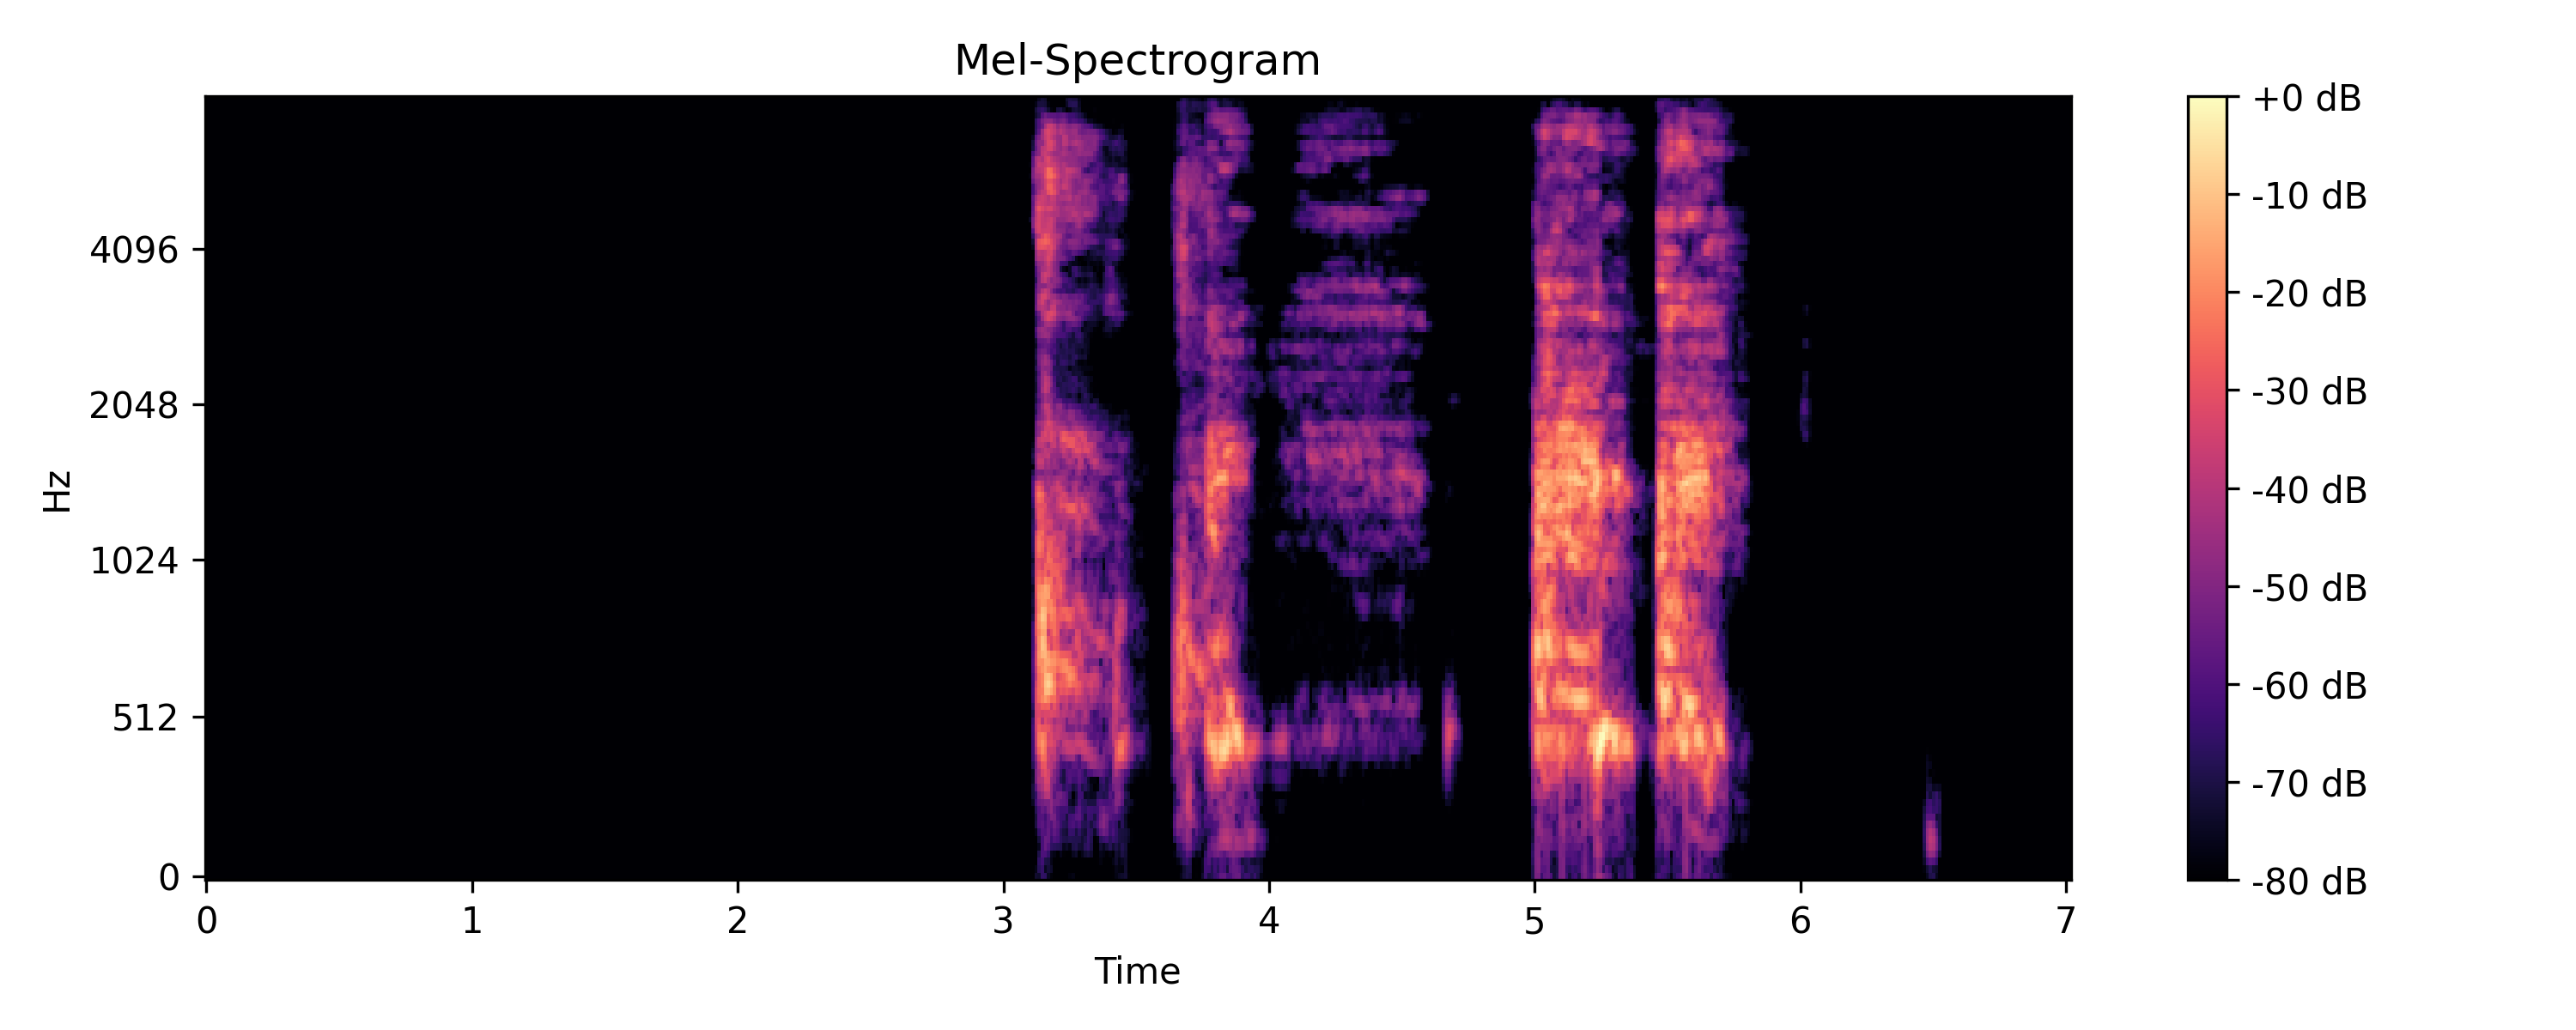 Mel-Spectrogram
+0 dB
-10 dB
-20 dB
-30 dB
-40 dB
-50 dB
-60 dB
-70 dB
-80 dB
4096
2048
1024
512
0
Hz
0 1 2 3 4 5 6 7
Time